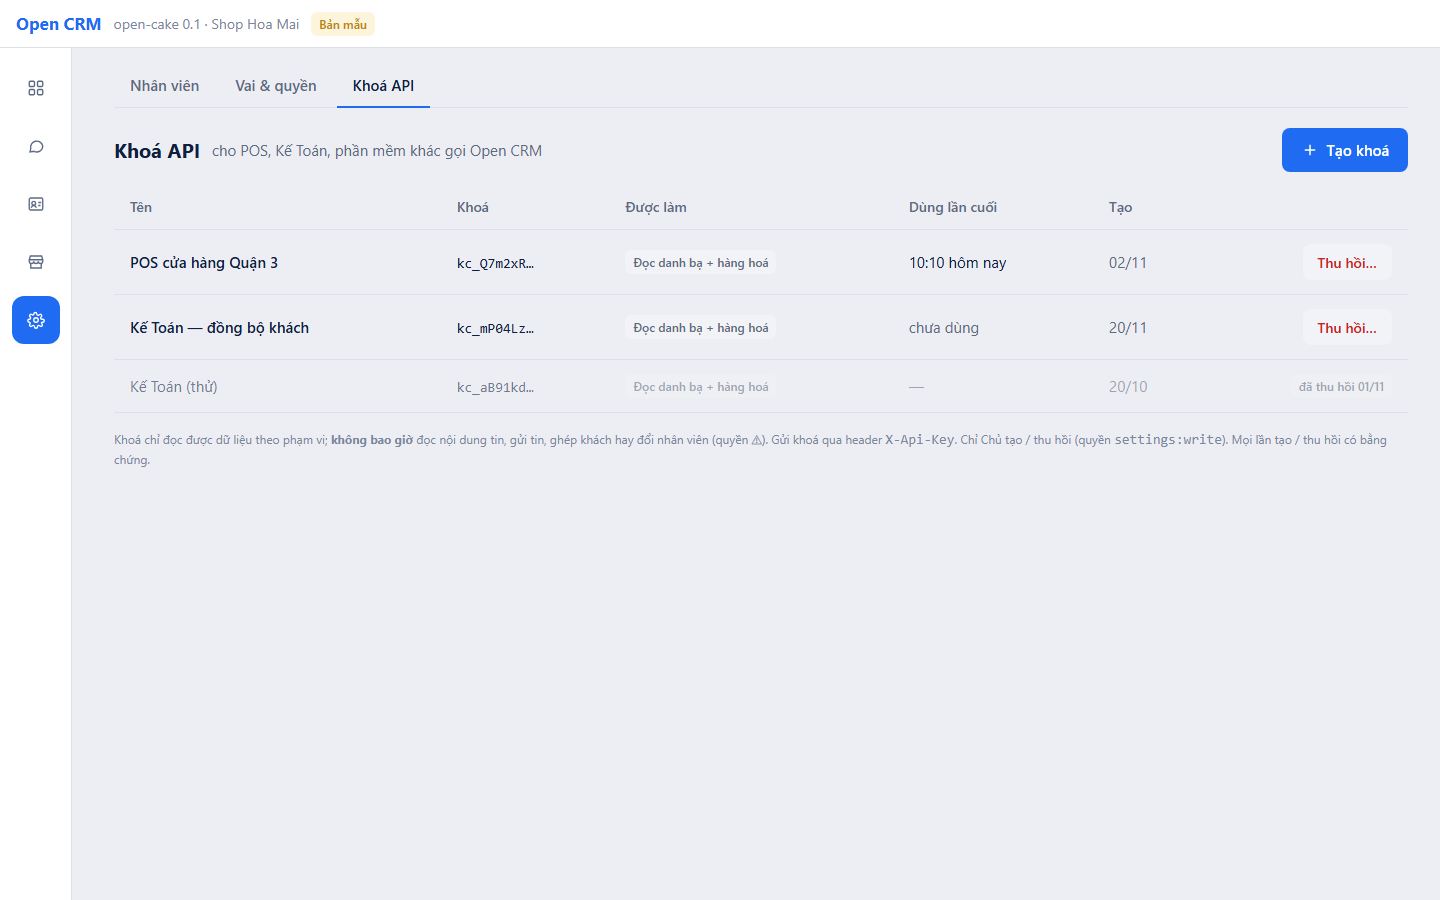 Open CRM open-cake 0.1 · Shop Hoa Mai Bản mẫu
Nhân viên Vai & quyền Khoá API
Khoá API cho POS, Kế Toán, phần mềm khác gọi Open CRM + Tạo khoá
Tên Khoá Được làm Dùng lần cuối Tạo
POS cửa hàng Quận 3 kc_Q7m2xR… Đọc danh bạ + hàng hoá 10:10 hôm nay 02/11 Thu hồi…
Kế Toán — đồng bộ khách kc_mP04Lz… Đọc danh bạ + hàng hoá chưa dùng 20/11 Thu hồi…
Kế Toán (thử) kc_aB91kd… Đọc danh bạ + hàng hoá — 20/10 đã thu hồi 01/11
Khoá chỉ đọc được dữ liệu theo phạm vi; không bao giờ đọc nội dung tin, gửi tin, ghép khách hay đổi nhân viên (quyền ⚠). Gửi khoá qua header X-Api-Key. Chỉ Chủ tạo / thu hồi (quyền settings:write). Mọi lần tạo / thu hồi có bằng
chứng.